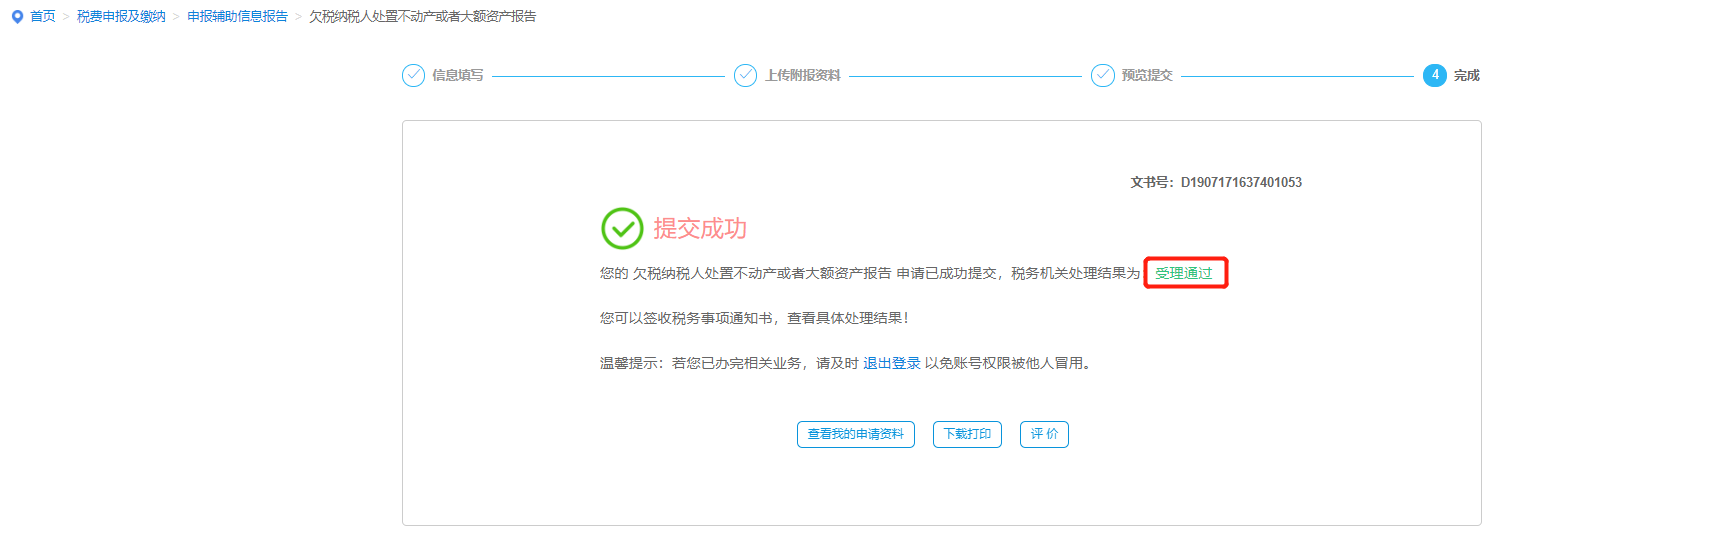 首页 > 税费申报及缴纳 > 申报辅助信息报告 > 欠税纳税人处置不动产或者大额资产报告
信息填写 上传附报资料 预览提交 4 完成
文书号：D1907171637401053
提交成功
您的 欠税纳税人处置不动产或者大额资产报告 申请已成功提交，税务机关处理结果为：受理通过
您可以签收税务事项通知书，查看具体处理结果！
温馨提示：若您已办完相关业务，请及时 退出登录 以免账号权限被他人冒用。
查看我的申请资料 下载打印 评 价